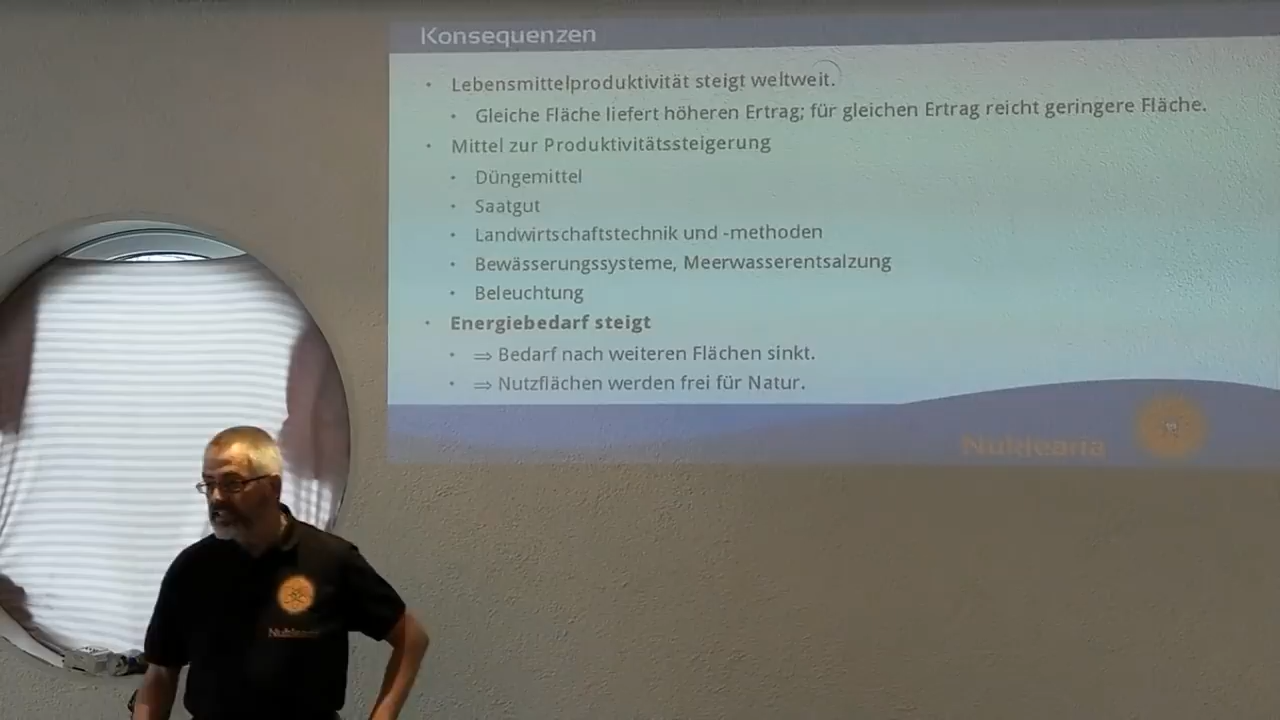 Konsequenzen
• Lebensmittelproduktivität steigt weltweit.
• Gleiche Fläche liefert höheren Ertrag; für gleichen Ertrag reicht geringere Fläche.
• Mittel zur Produktivitätssteigerung
• Düngemittel
• Saatgut
• Landwirtschaftstechnik und -methoden
• Bewässerungssysteme, Meerwasserentsalzung
• Beleuchtung
• Energiebedarf steigt
• ⇒ Bedarf nach weiteren Flächen sinkt.
• ⇒ Nutzflächen werden frei für Natur.
Nuklearia
Nuklearia